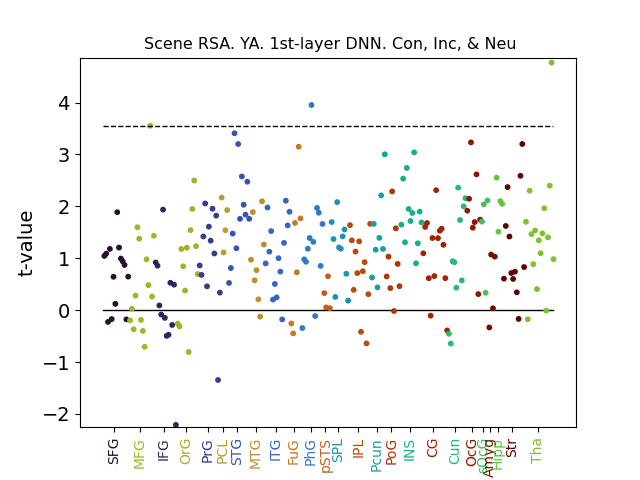 Scene RSA. YA. 1st-layer DNN. Con, Inc, & Neu
t-value
4
3
2
1
0
−1
−2
SFG
MFG
IFG
OrG
PrG
PCL
STG
MTG
ITG
FuG
PhG
pSTS
SPL
IPL
Pcun
PoG
INS
CG
Cun
OcG
sOcG
Amyg
Hipp
Str
Tha